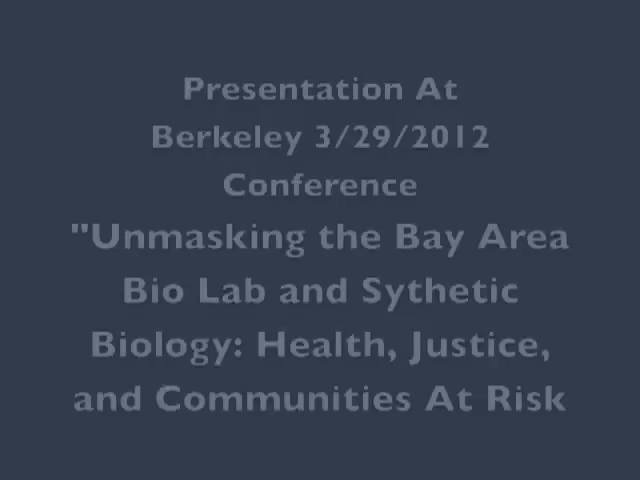 Presentation At
Berkeley 3/29/2012
Conference
"Unmasking the Bay Area
Bio Lab and Sythetic
Biology: Health, Justice,
and Communities At Risk